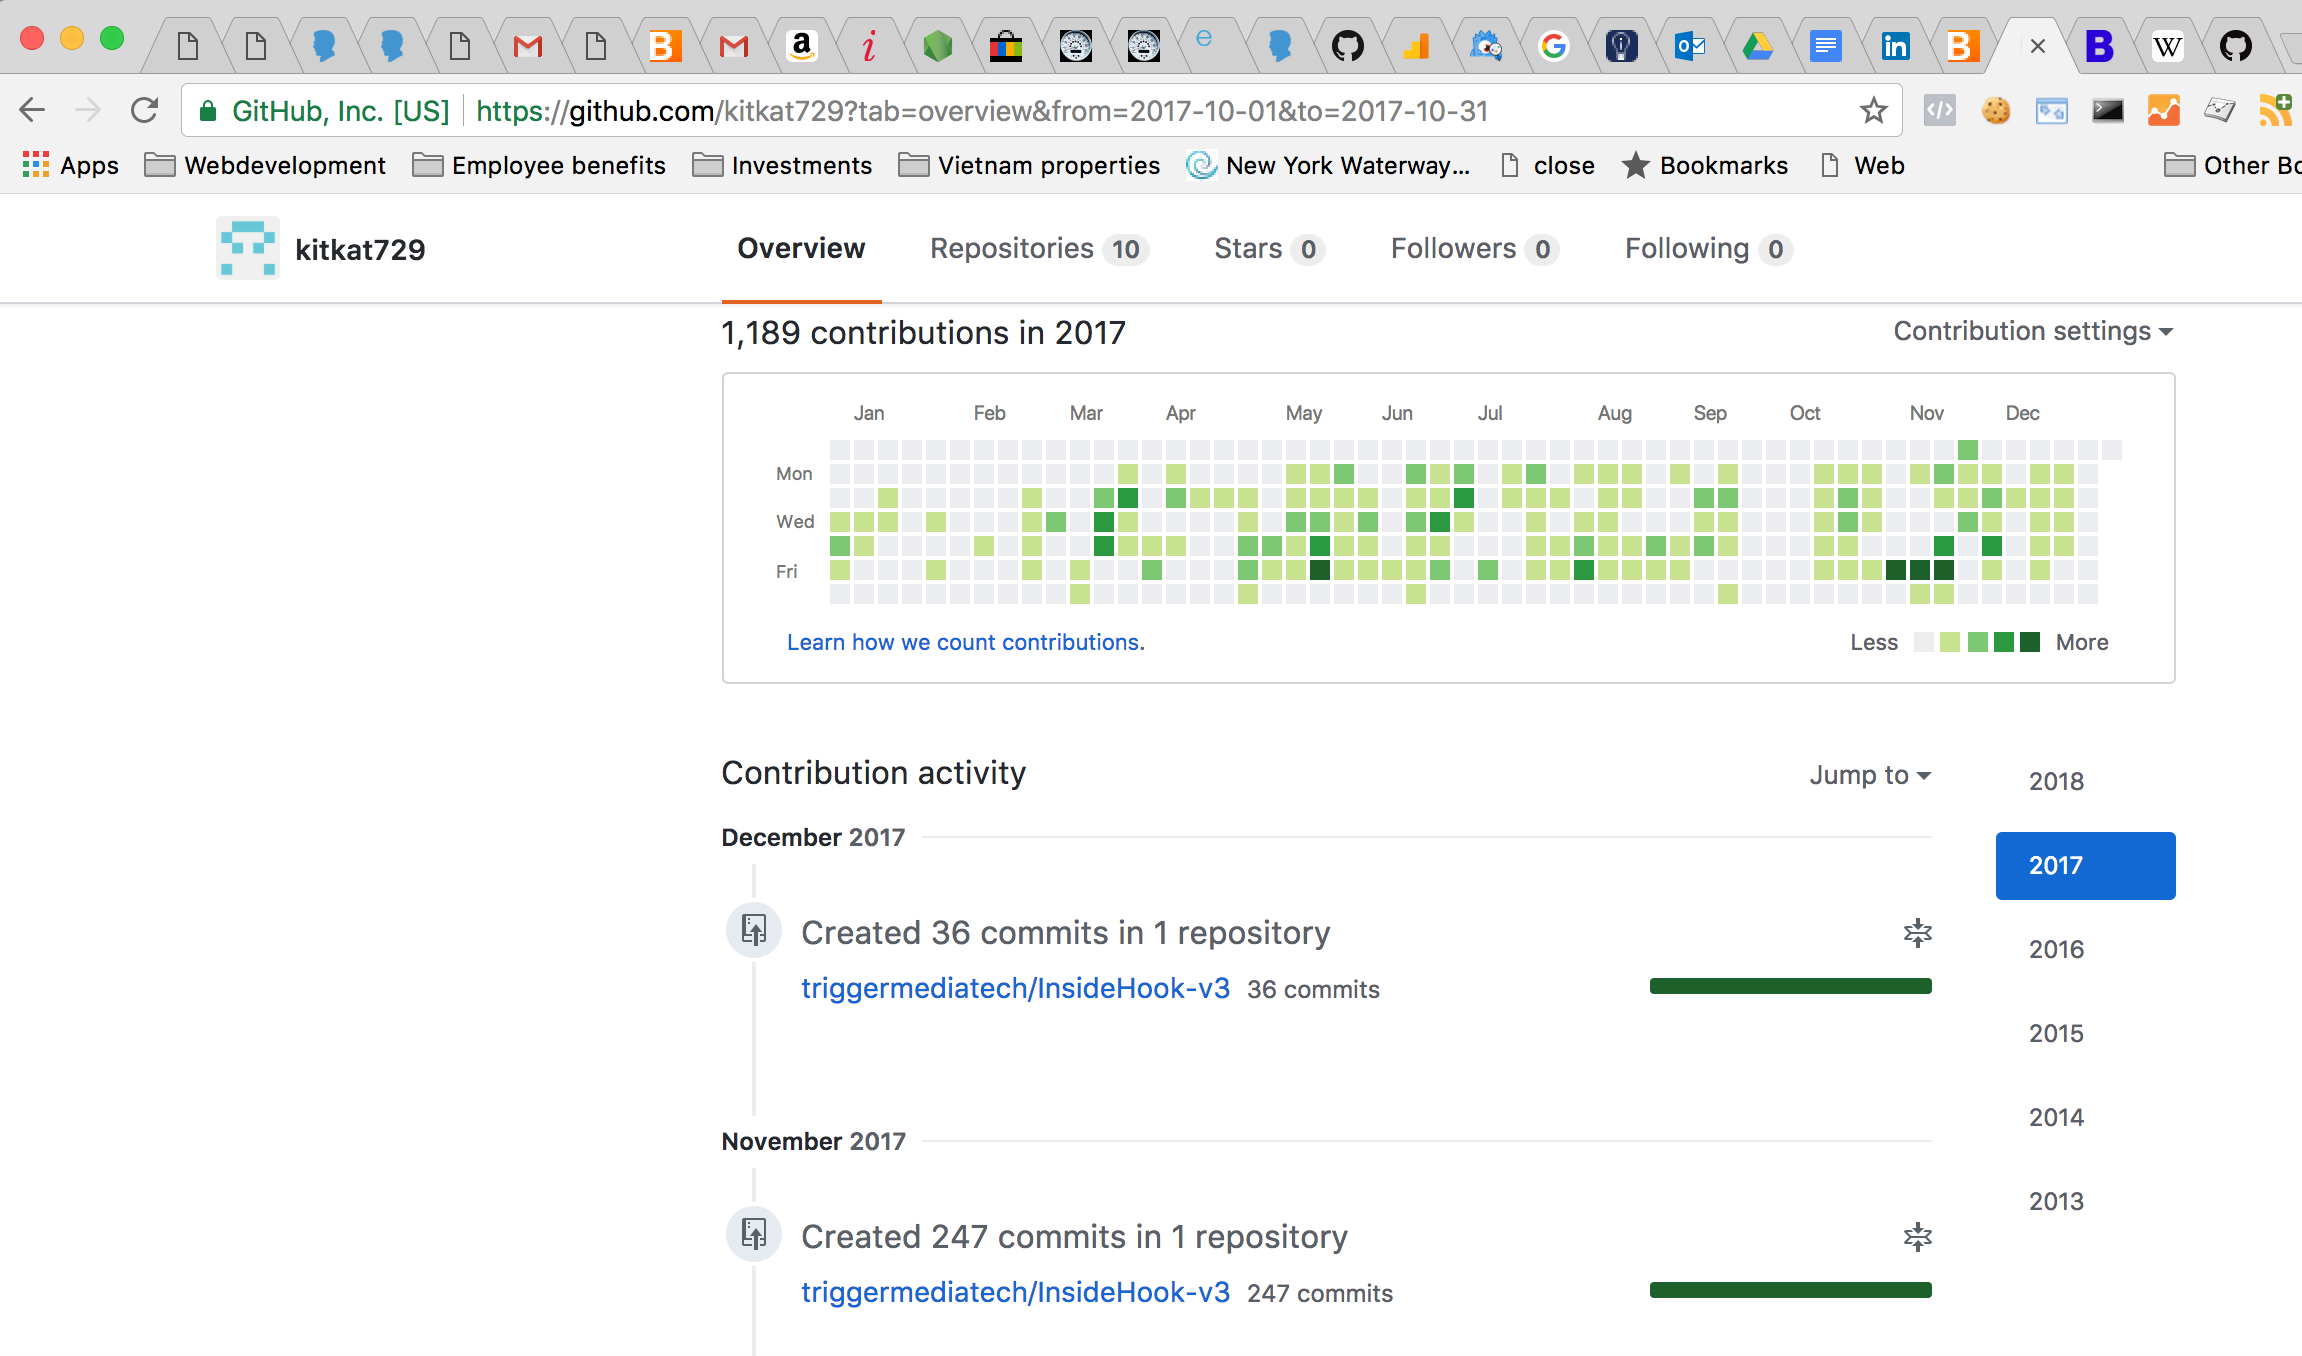 GitHub, Inc. [US] https://github.com/kitkat729?tab=overview&from=2017-10-01&to=2017-10-31
Apps Webdevelopment Employee benefits Investments Vietnam properties New York Waterway... close Bookmarks Web Other Bo
kitkat729 Overview Repositories 10 Stars 0 Followers 0 Following 0
1,189 contributions in 2017 Contribution settings
Jan Feb Mar Apr May Jun Jul Aug Sep Oct Nov Dec
Mon
Wed
Fri
Learn how we count contributions. Less More
Contribution activity Jump to 2018
December 2017 2017
Created 36 commits in 1 repository 2016
triggermediatech/InsideHook-v3 36 commits
2015
2014
November 2017
2013
Created 247 commits in 1 repository
triggermediatech/InsideHook-v3 247 commits